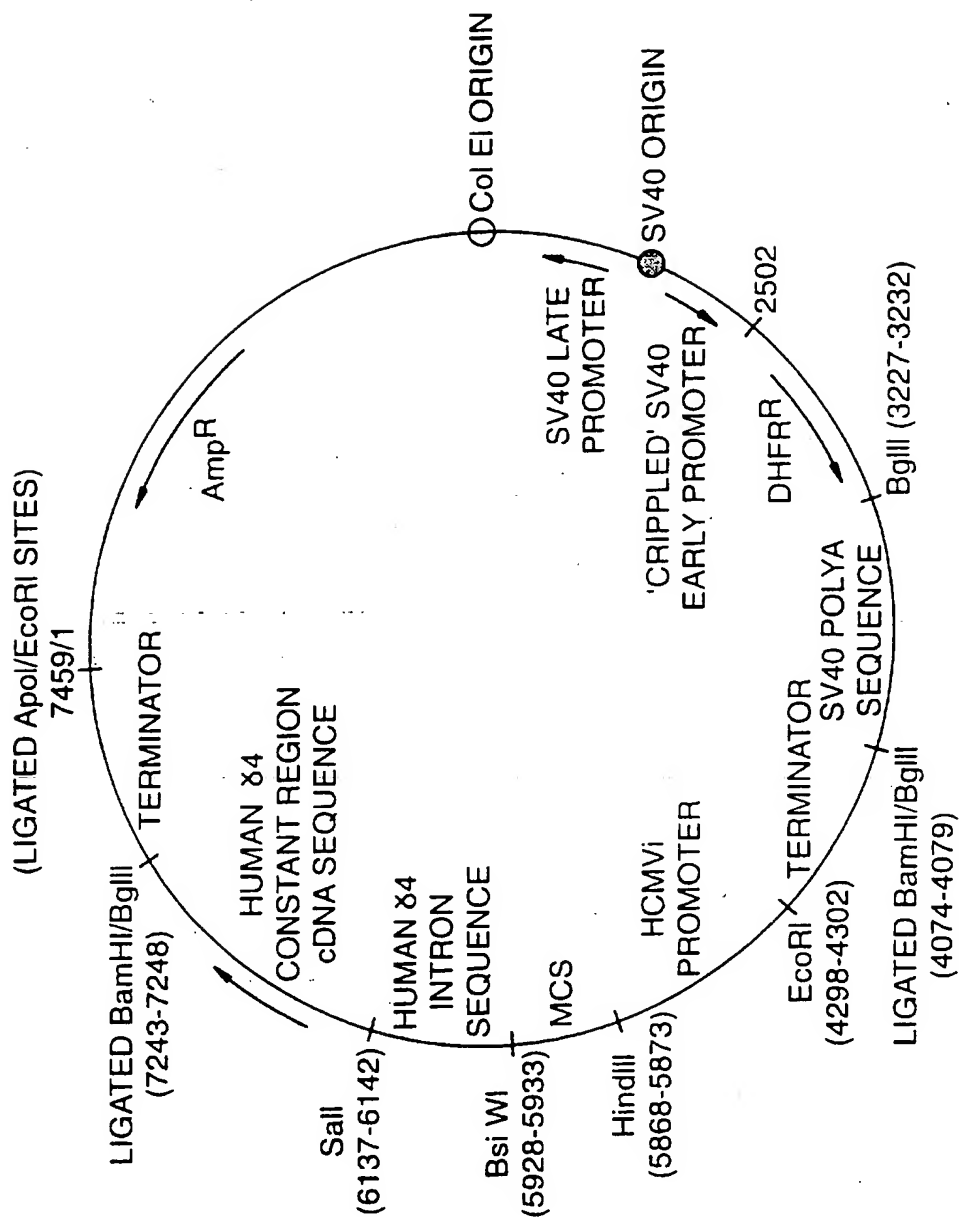 (LIGATED ApoI/EcoRI SITES)
7459/1
TERMINATOR
AmpR
Col EI ORIGIN
SV40 ORIGIN
SV40 LATE
PROMOTER
'CRIPPLED' SV40
EARLY PROMOTER
2502
DHFRR
BglII (3227-3232)
SV40 POLYA
SEQUENCE
LIGATED BamHI/BglII
(4074-4079)
TERMINATOR
EcoRI
(4298-4302)
HCMVi
PROMOTER
HindIII
(5868-5873)
MCS
Bsi WI
(5928-5933)
HUMAN ɣ4
INTRON
SEQUENCE
SalI
(6137-6142)
HUMAN ɣ4
CONSTANT REGION
cDNA SEQUENCE
LIGATED BamHI/BglII
(7243-7248)